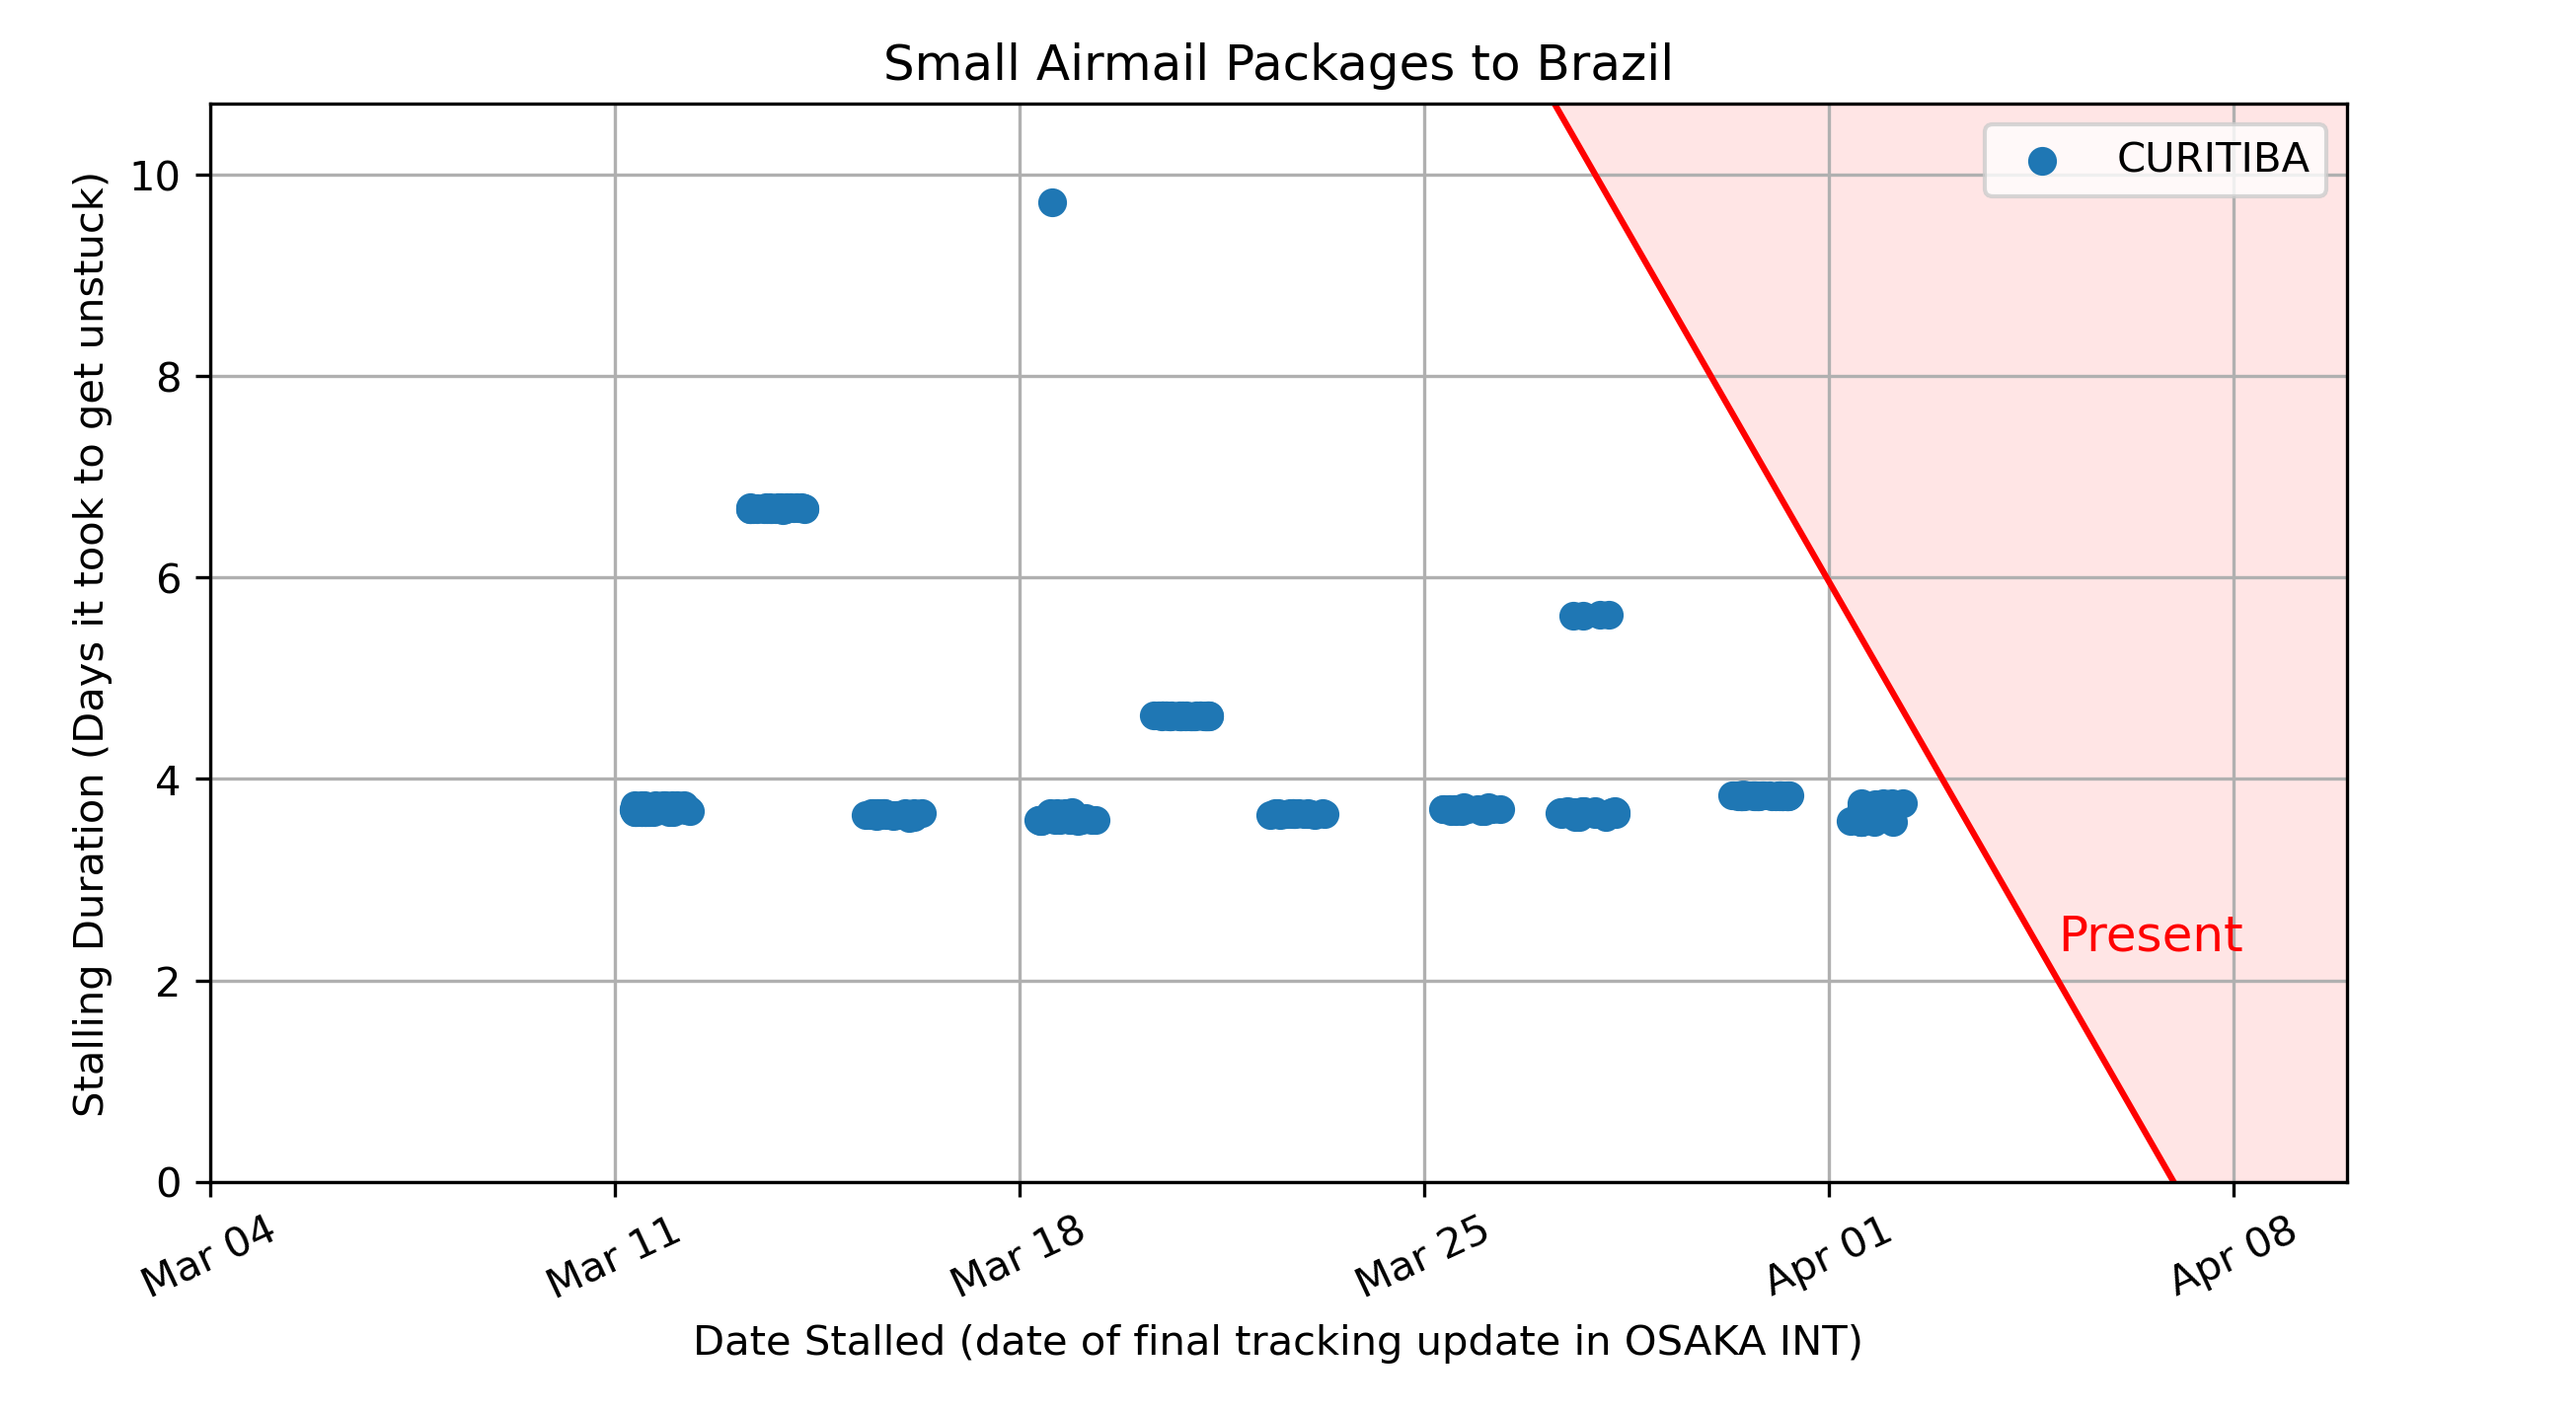 Small Airmail Packages to Brazil
CURITIBA
Stalling Duration (Days it took to get unstuck)
10
8
6
4
2
0
Present
Mar 04
Mar 11
Mar 18
Mar 25
Apr 01
Apr 08
Date Stalled (date of final tracking update in OSAKA INT)